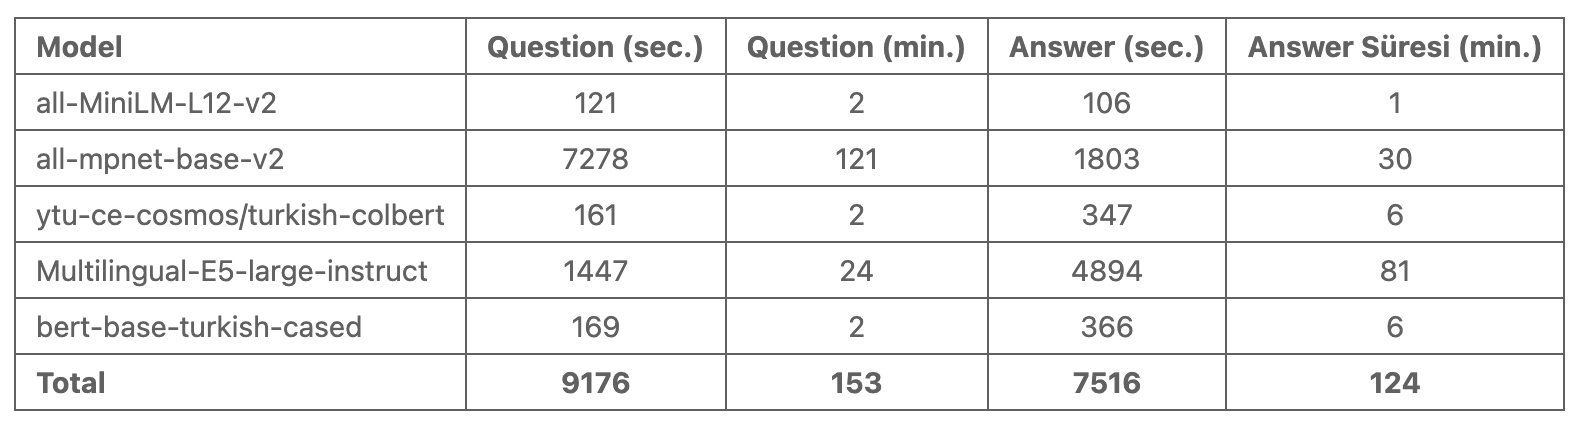 Model Question (sec.) Question (min.) Answer (sec.) Answer Süresi (min.)
all-MiniLM-L12-v2 121 2 106 1
all-mpnet-base-v2 7278 121 1803 30
ytu-ce-cosmos/turkish-colbert 161 2 347 6
Multilingual-E5-large-instruct 1447 24 4894 81
bert-base-turkish-cased 169 2 366 6
Total 9176 153 7516 124